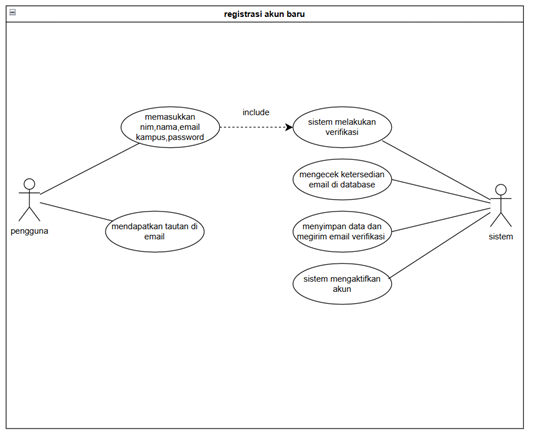 registrasi akun baru
memasukkan
nim,nama,email
kampus,password
include
sistem melakukan
verifikasi
mengecek ketersedian
email di database
pengguna
mendapatkan tautan di
email
menyimpan data dan
megirim email verifikasi
sistem
sistem mengaktifkan
akun